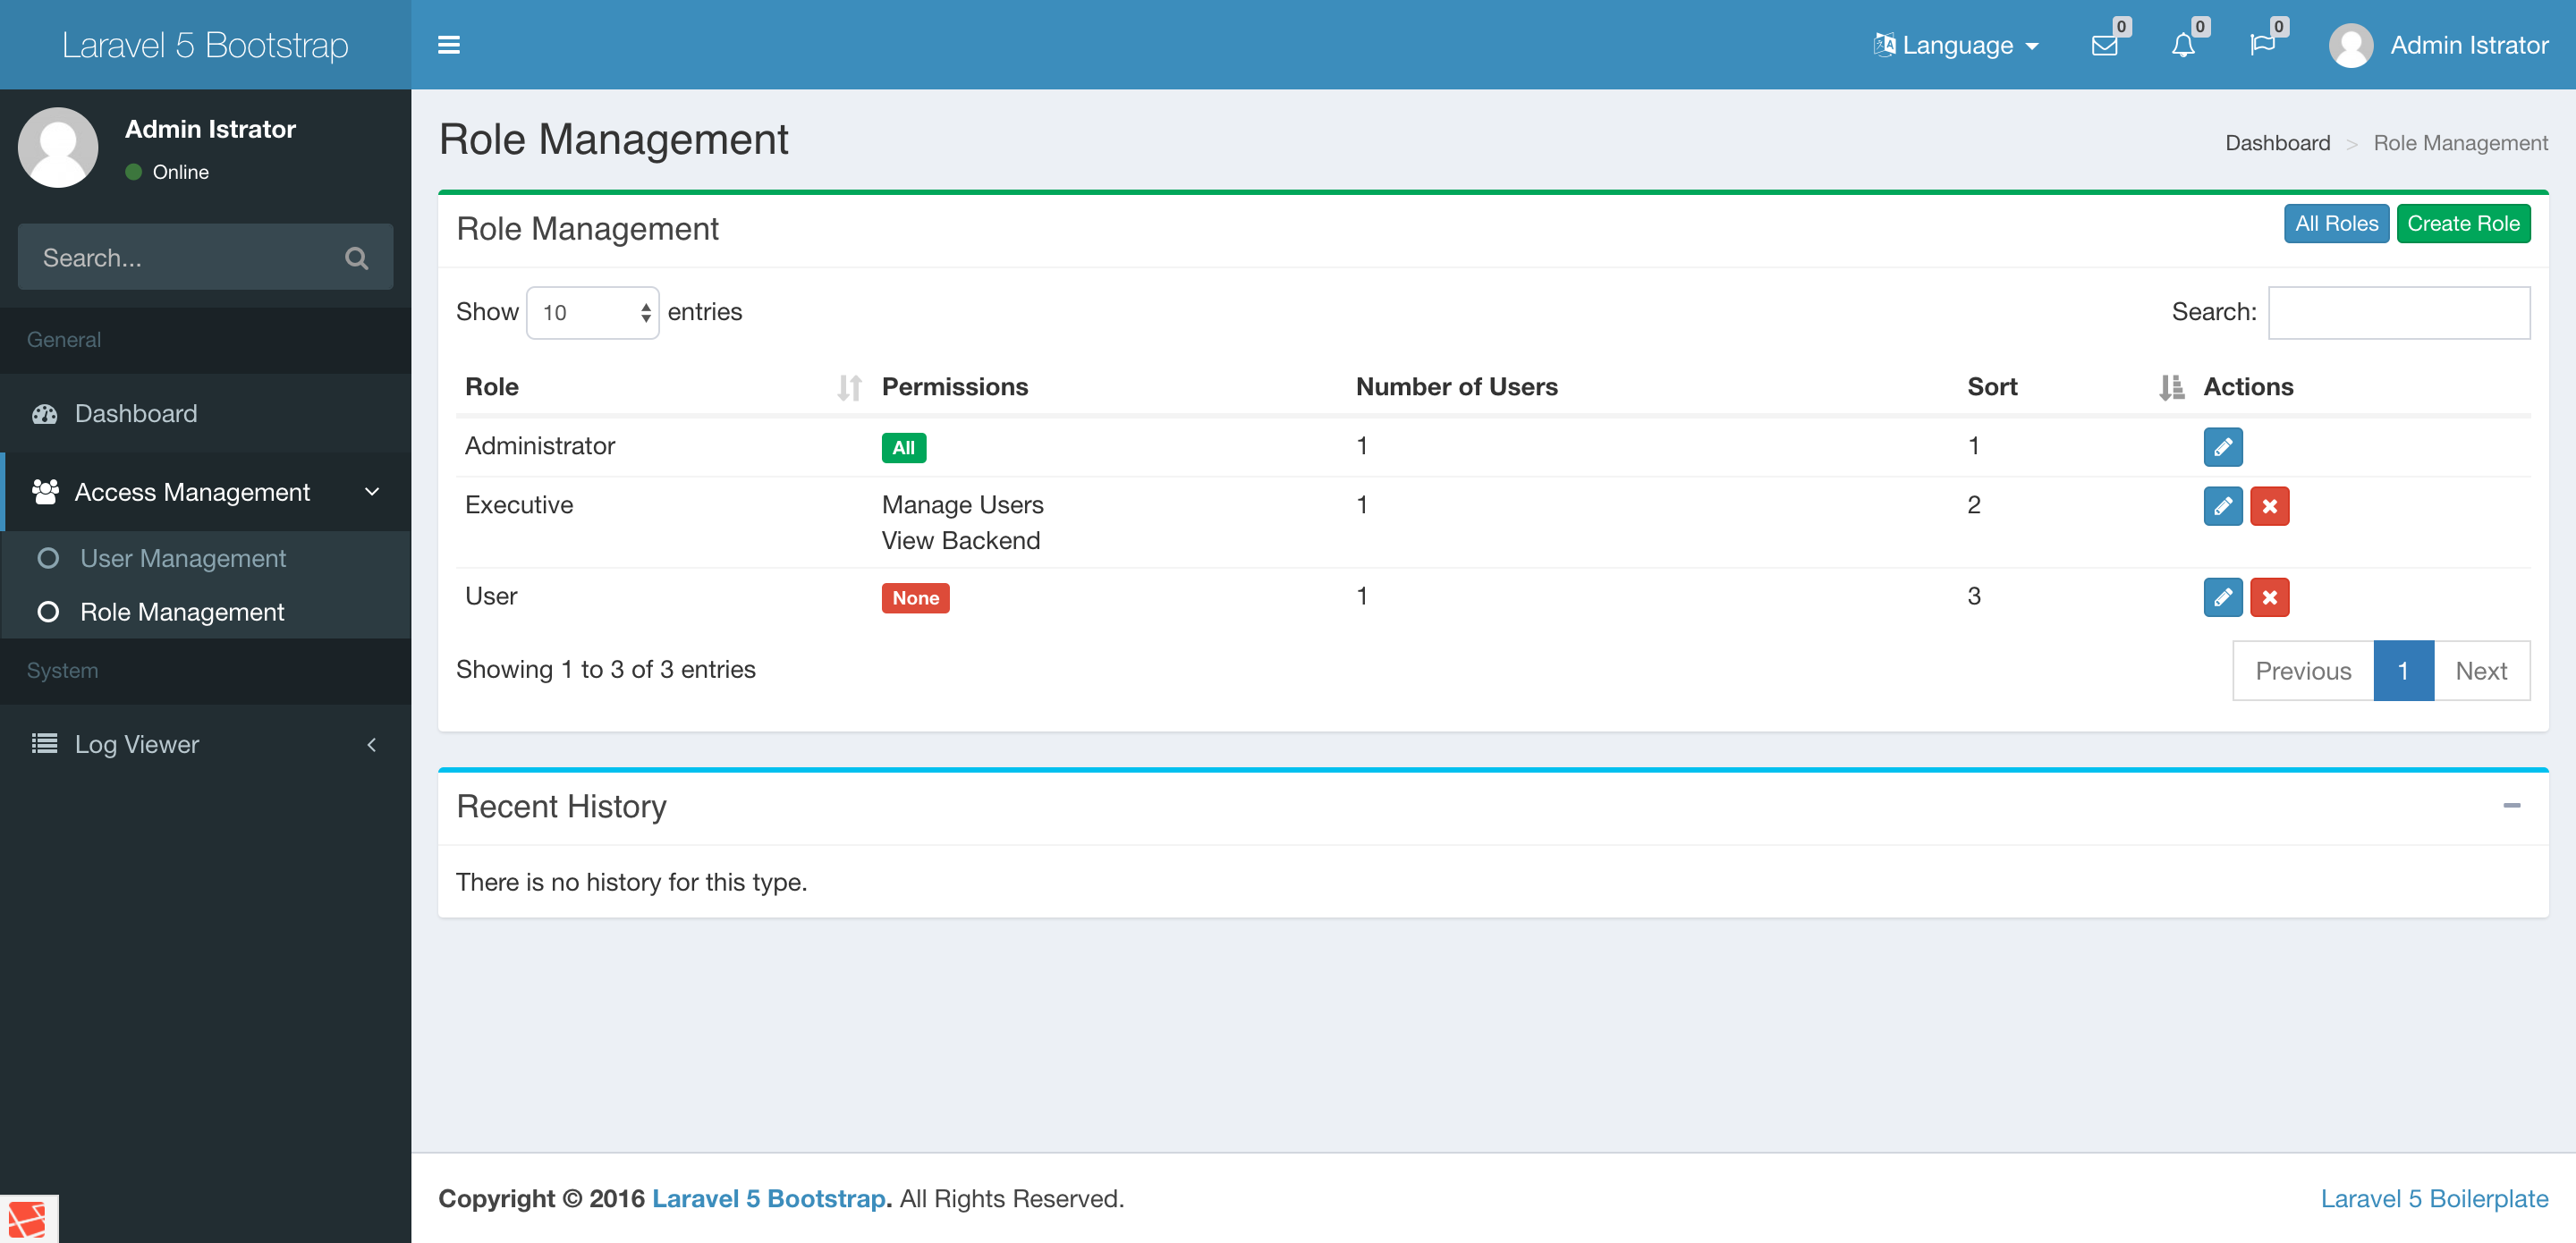 Laravel 5 Bootstrap
Language
0
0
0
Admin Istrator
Admin Istrator
Online
Search...
General
Dashboard
Access Management
User Management
Role Management
System
Log Viewer
Role Management
Dashboard > Role Management
Role Management
All Roles Create Role
Show 10 entries
Search:
Role Permissions Number of Users Sort Actions
Administrator All 1 1
Executive Manage Users 1 2
View Backend
User None 1 3
Showing 1 to 3 of 3 entries
Previous 1 Next
Recent History
There is no history for this type.
Copyright © 2016 Laravel 5 Bootstrap. All Rights Reserved.
Laravel 5 Boilerplate